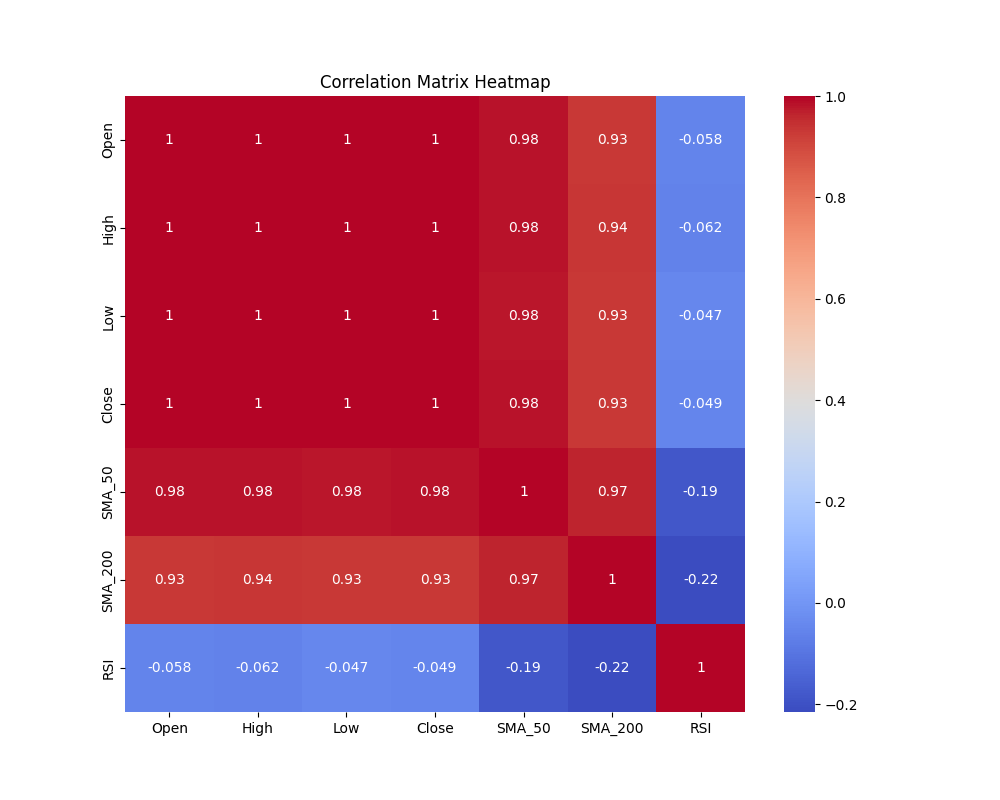 Correlation Matrix Heatmap
Open 1 1 1 1 0.98 0.93 -0.058
High 1 1 1 1 0.98 0.94 -0.062
Low 1 1 1 1 0.98 0.93 -0.047
Close 1 1 1 1 0.98 0.93 -0.049
SMA_50 0.98 0.98 0.98 0.98 1 0.97 -0.19
SMA_200 0.93 0.94 0.93 0.93 0.97 1 -0.22
RSI -0.058 -0.062 -0.047 -0.049 -0.19 -0.22 1
Open High Low Close SMA_50 SMA_200 RSI
1.0
0.8
0.6
0.4
0.2
0.0
−0.2